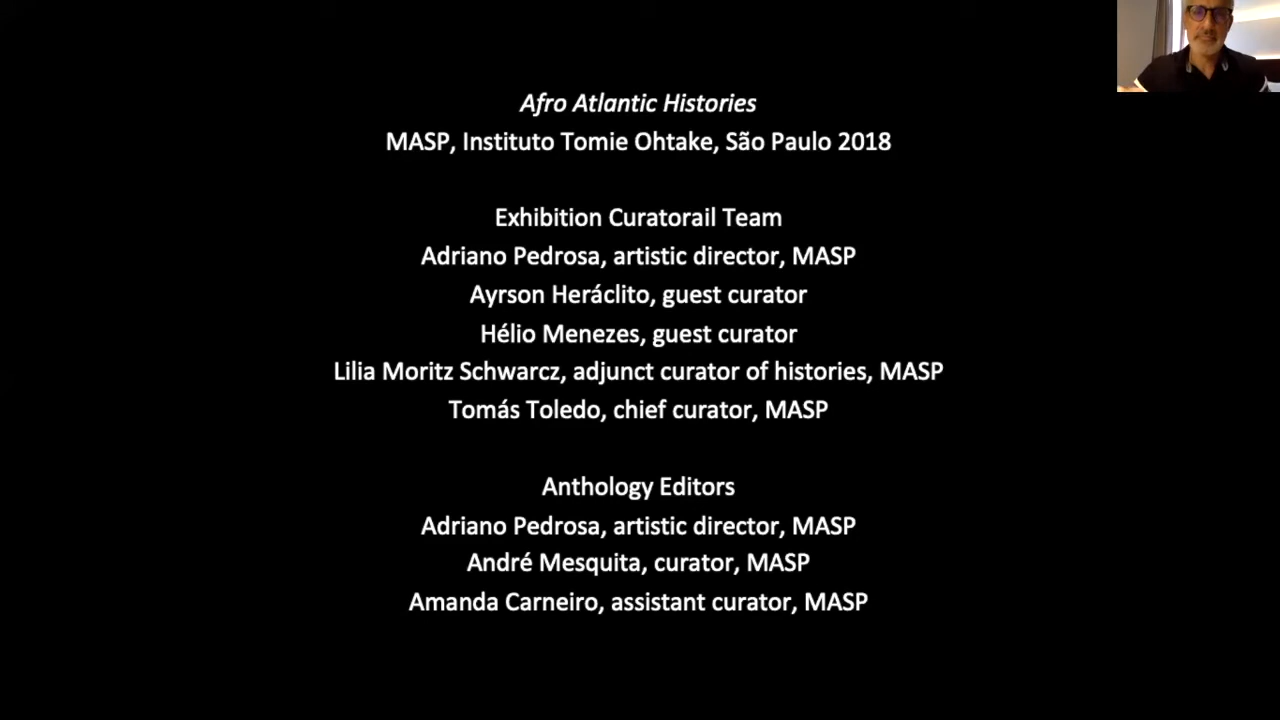 Afro Atlantic Histories
MASP, Instituto Tomie Ohtake, São Paulo 2018
Exhibition Curatorail Team
Adriano Pedrosa, artistic director, MASP
Ayrson Heráclito, guest curator
Hélio Menezes, guest curator
Lilia Moritz Schwarcz, adjunct curator of histories, MASP
Tomás Toledo, chief curator, MASP
Anthology Editors
Adriano Pedrosa, artistic director, MASP
André Mesquita, curator, MASP
Amanda Carneiro, assistant curator, MASP